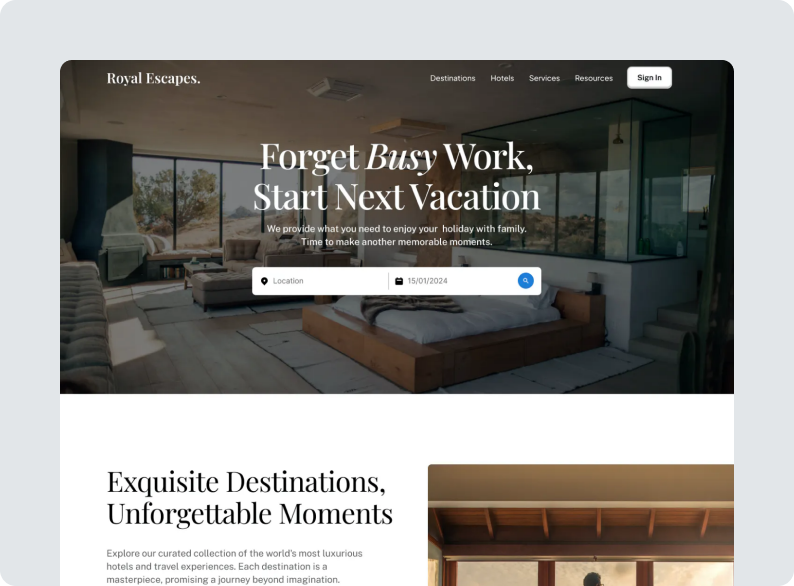 Royal Escapes.
Destinations Hotels Services Resources Sign In
Forget Busy Work,
Start Next Vacation
We provide what you need to enjoy your holiday with family.
Time to make another memorable moments.
Location 15/01/2024
Exquisite Destinations,
Unforgettable Moments
Explore our curated collection of the world's most luxurious
hotels and travel experiences. Each destination is a
masterpiece, promising a journey beyond imagination.